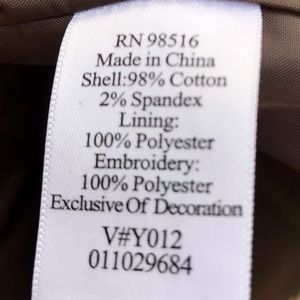 RN 98516
Made in China
Shell:98% Cotton
2% Spandex
Lining:
100% Polyester
Embroidery:
100% Polyester
Exclusive Of Decoration
V#Y012
011029684